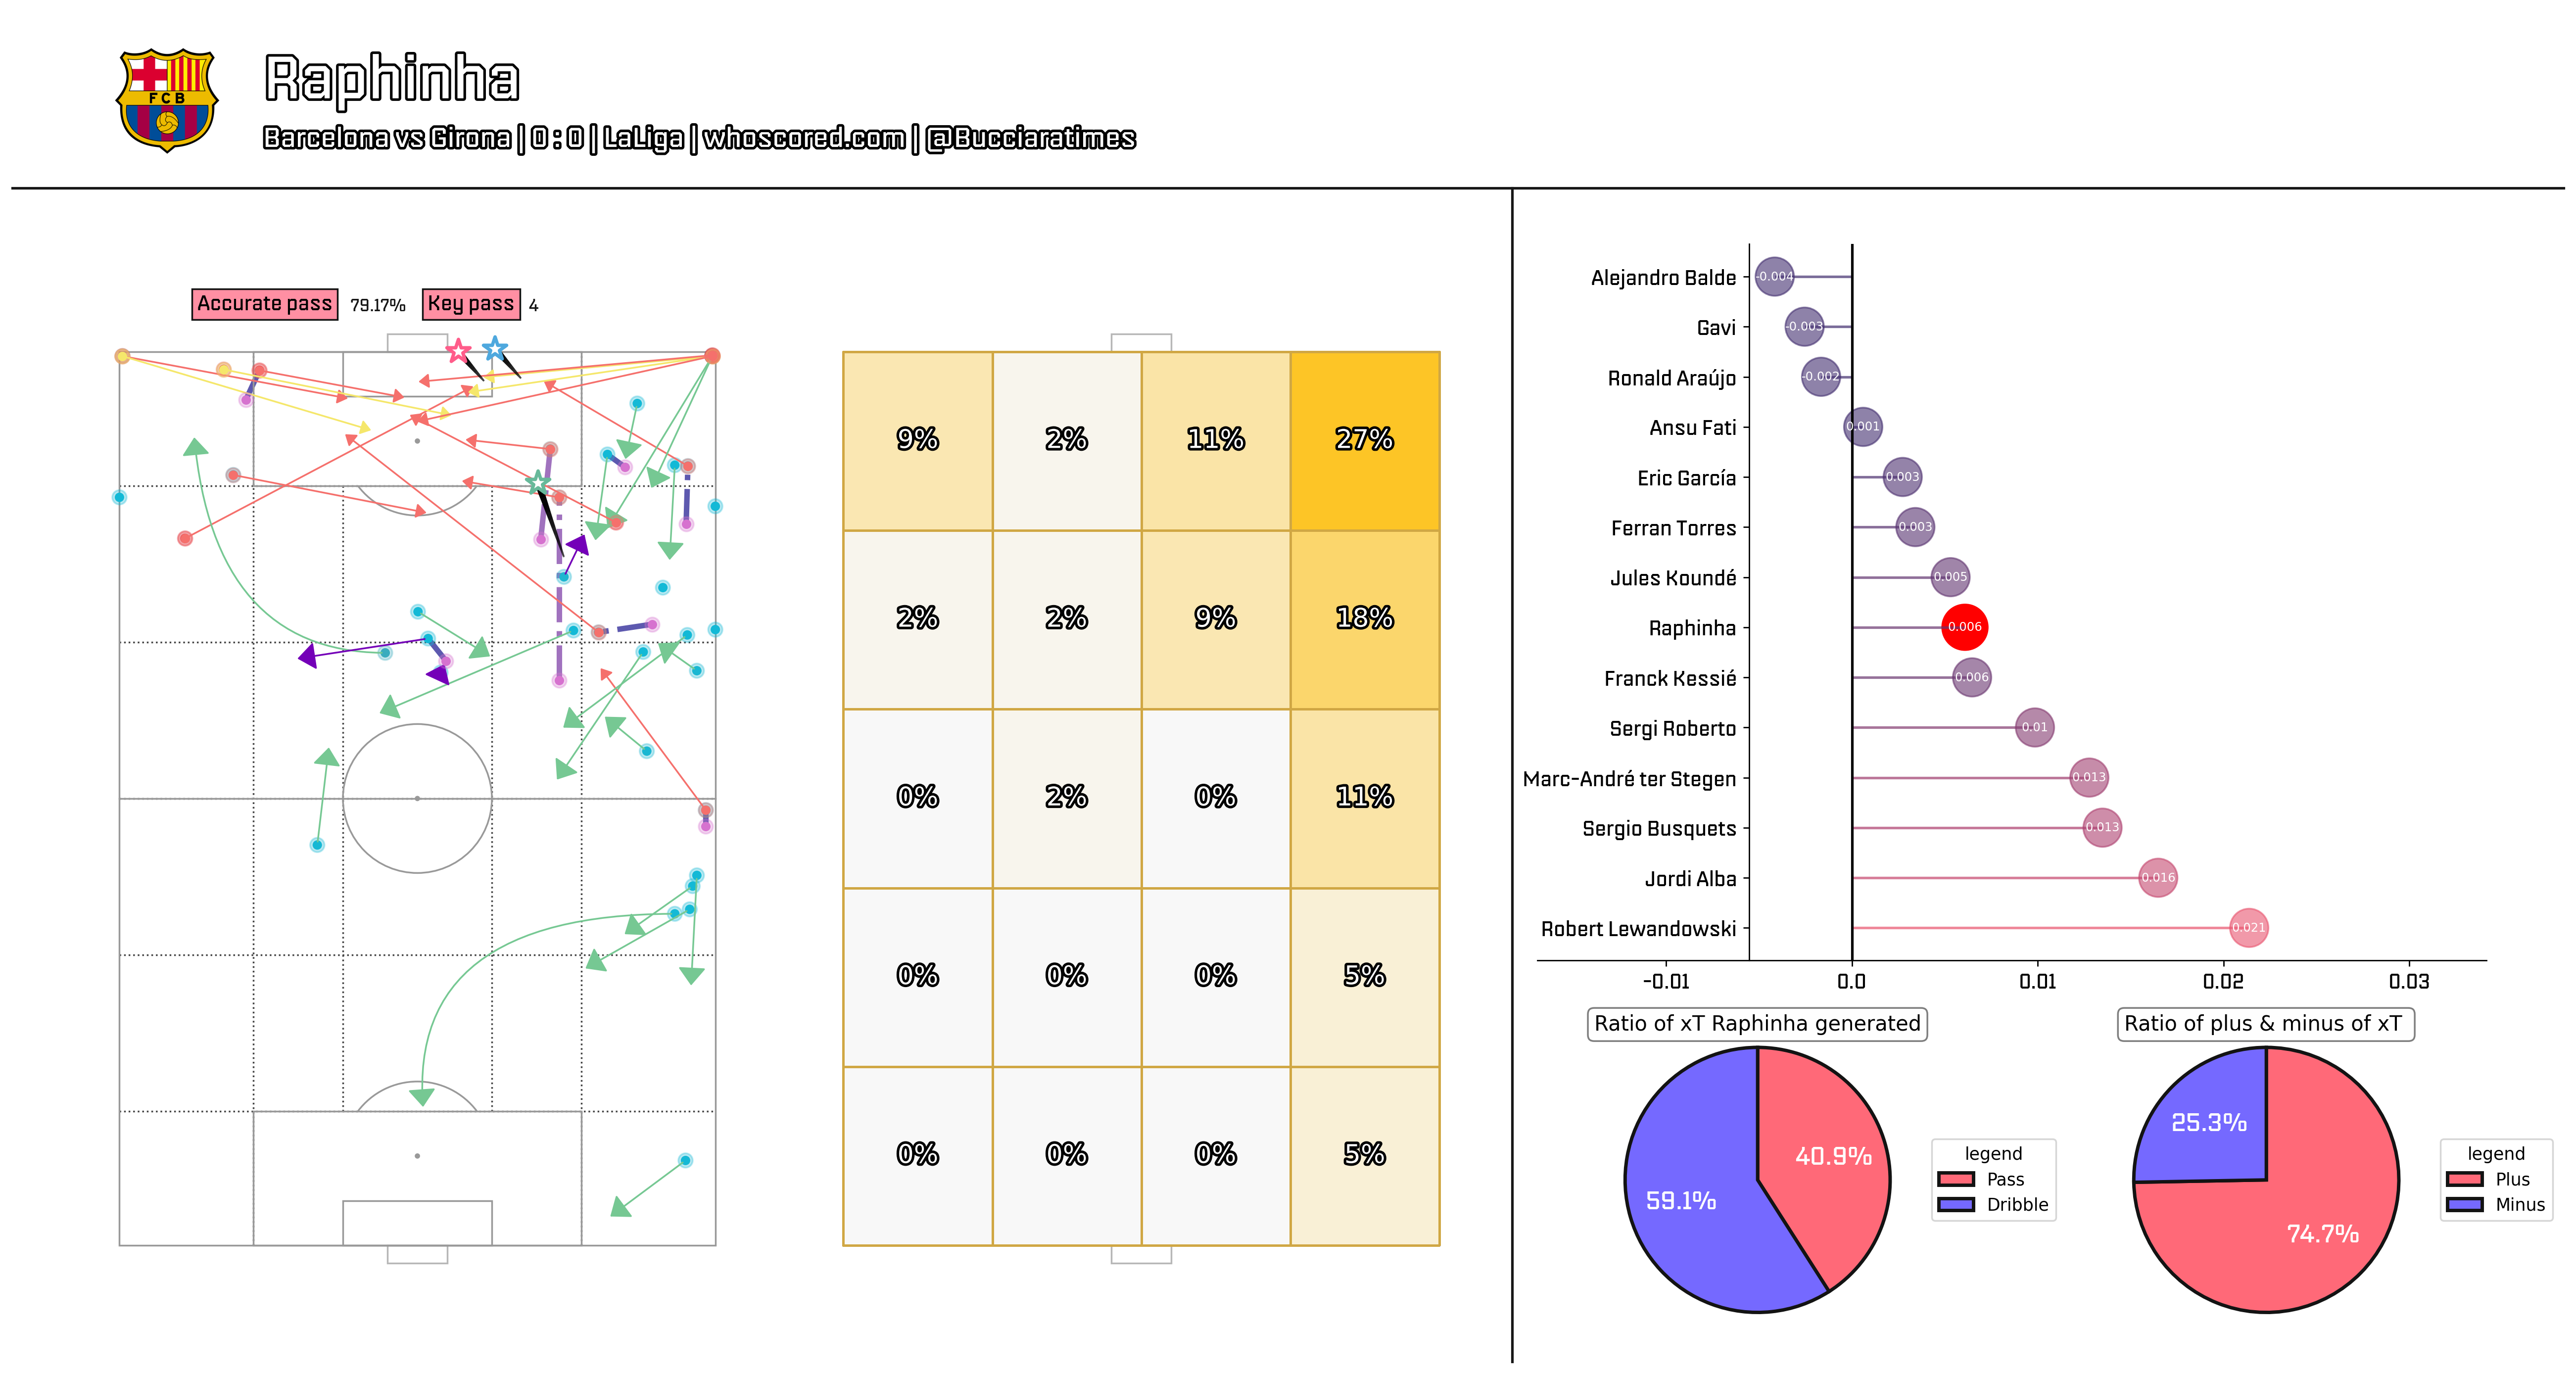 FCB
Raphinha
Barcelona vs Girona | 0 : 0 | LaLiga | whoscored.com | @Bucciaratimes
Accurate pass 79.17% Key pass 4
9% 2% 11% 27%
2% 2% 9% 18%
0% 2% 0% 11%
0% 0% 0% 5%
0% 0% 0% 5%
Alejandro Balde -0.004
Gavi -0.003
Ronald Araújo -0.002
Ansu Fati 0.001
Eric García 0.003
Ferran Torres 0.003
Jules Koundé 0.005
Raphinha 0.006
Franck Kessié 0.006
Sergi Roberto 0.01
Marc-André ter Stegen 0.013
Sergio Busquets 0.013
Jordi Alba 0.016
Robert Lewandowski 0.021
-0.01 0.0 0.01 0.02 0.03
Ratio of xT Raphinha generated
40.9%
59.1%
legend
Pass
Dribble
Ratio of plus & minus of xT
25.3%
74.7%
legend
Plus
Minus